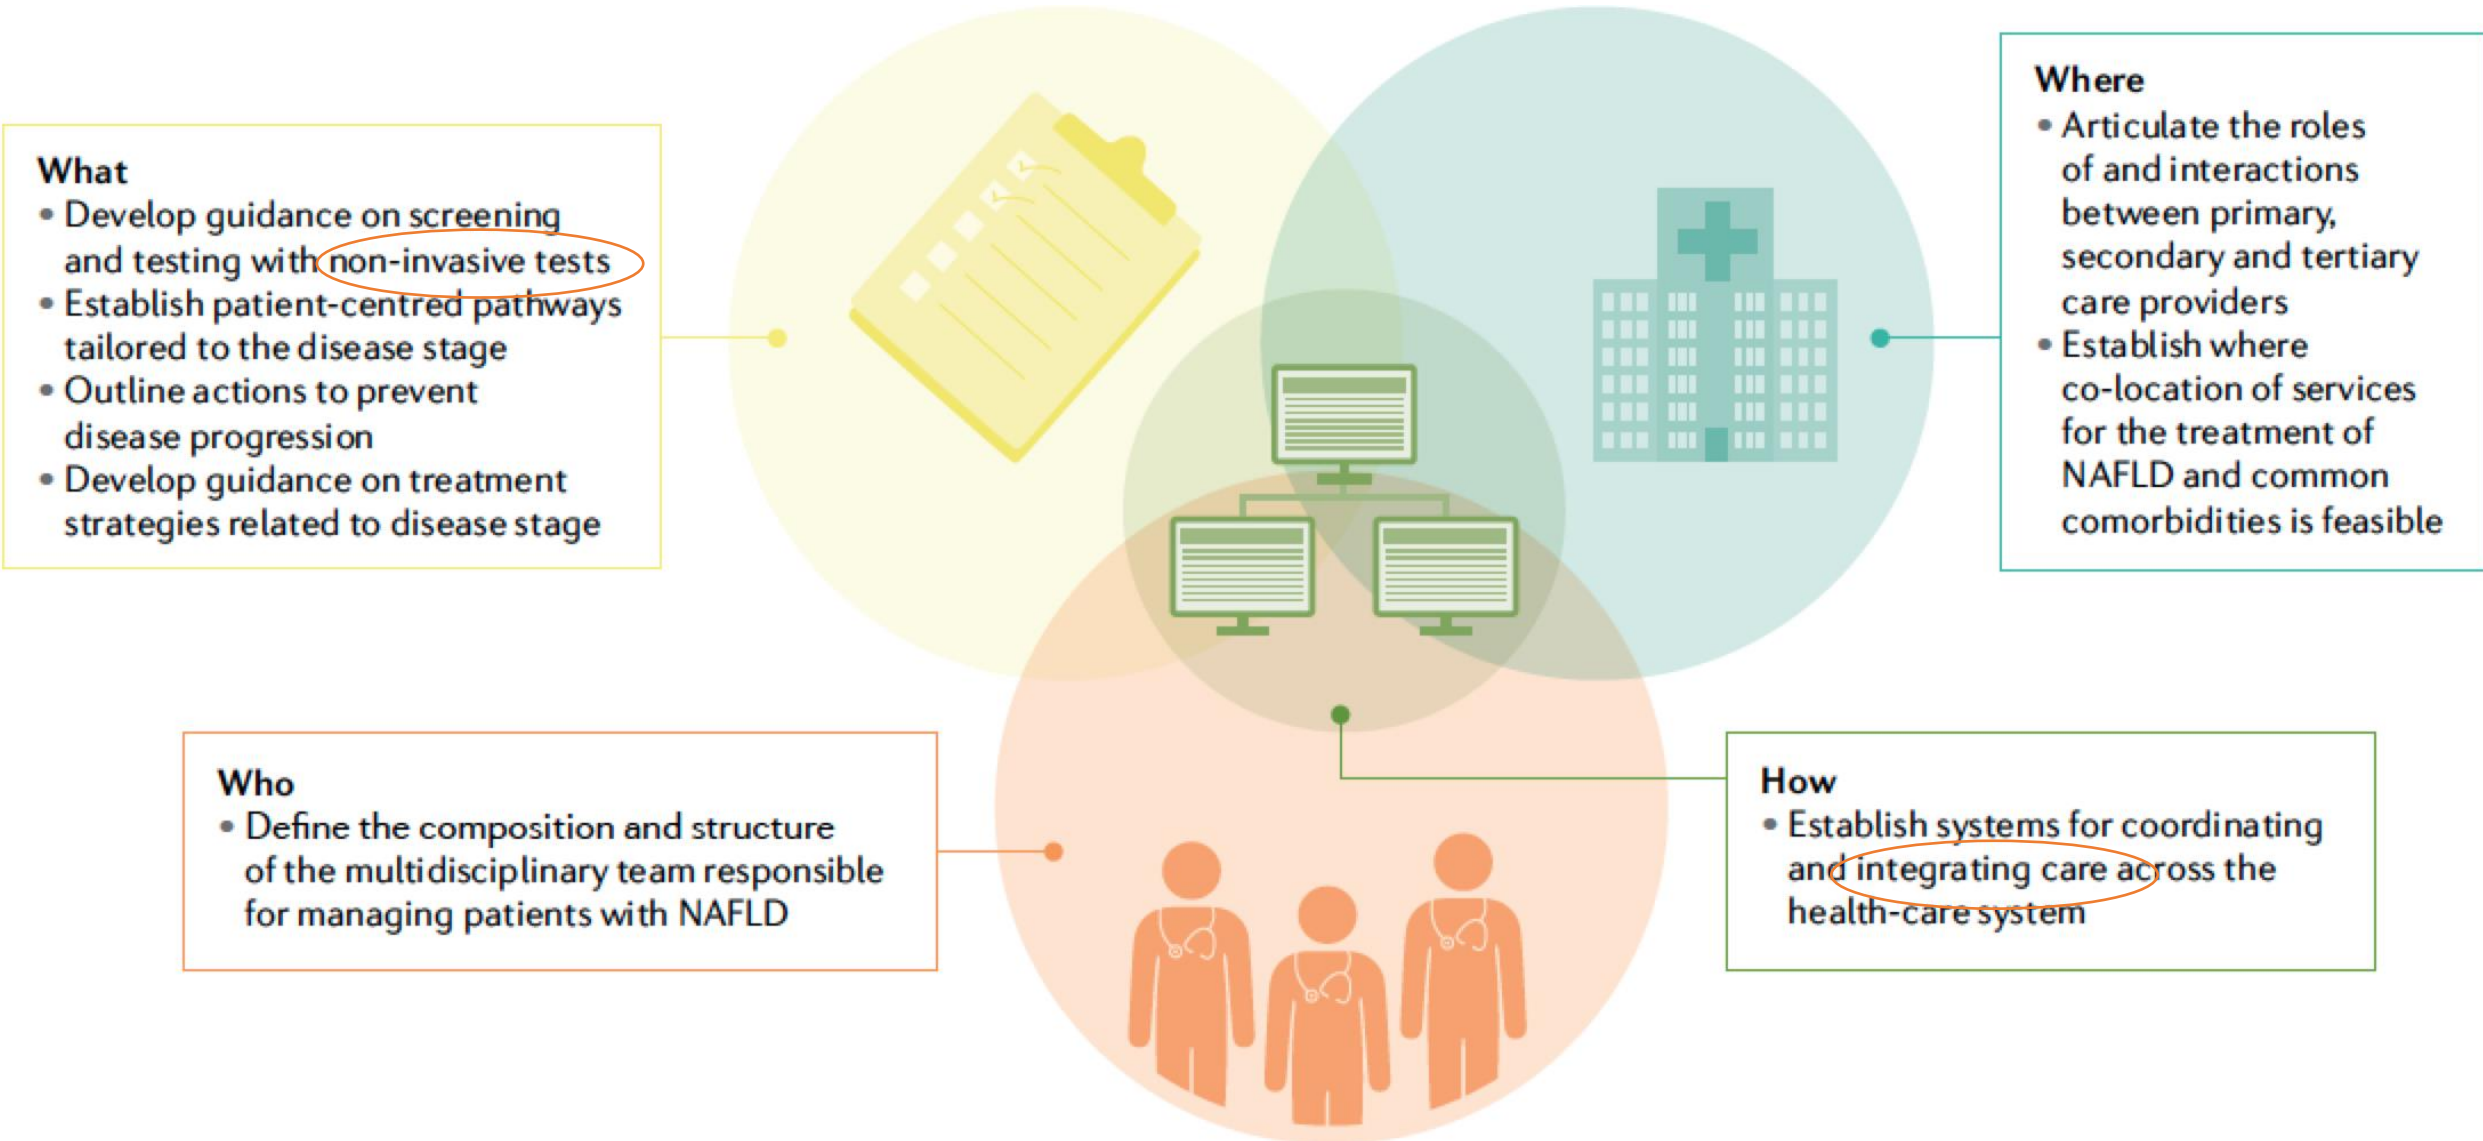 What
• Develop guidance on screening
and testing with non-invasive tests
• Establish patient-centred pathways
tailored to the disease stage
• Outline actions to prevent
disease progression
• Develop guidance on treatment
strategies related to disease stage
Where
• Articulate the roles
of and interactions
between primary,
secondary and tertiary
care providers
• Establish where
co-location of services
for the treatment of
NAFLD and common
comorbidities is feasible
Who
• Define the composition and structure
of the multidisciplinary team responsible
for managing patients with NAFLD
How
• Establish systems for coordinating
and integrating care across the
health-care system